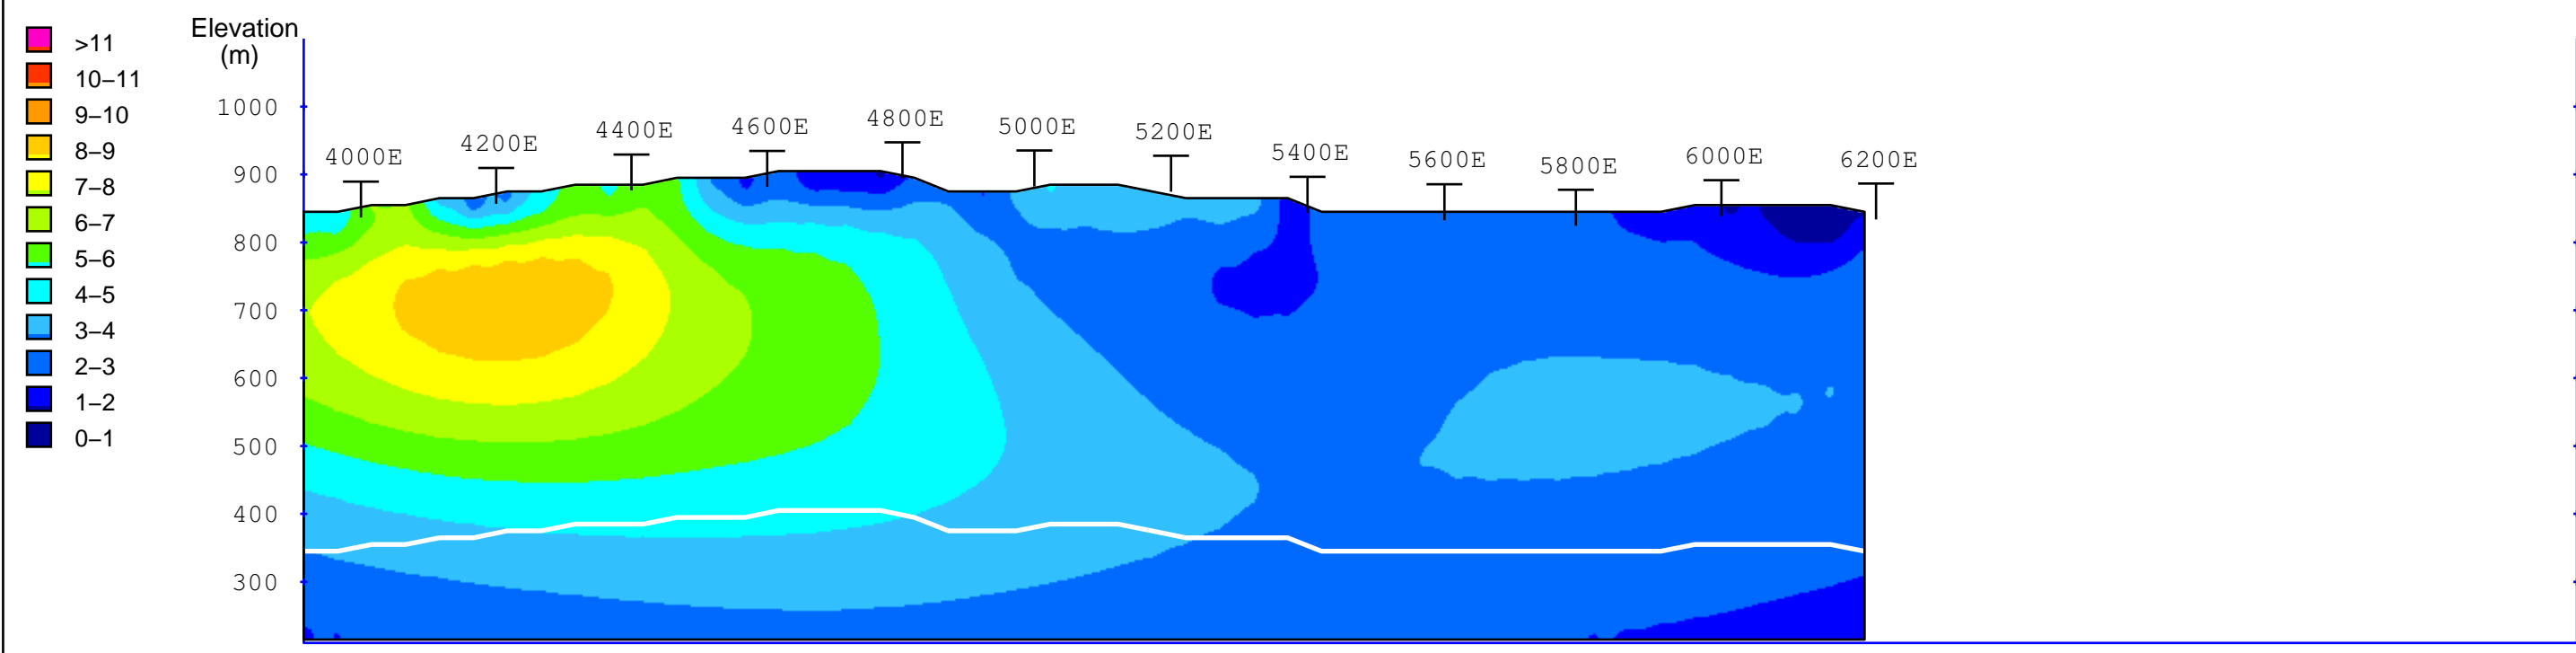 Elevation
(m)
>11
10–11
9–10
8–9
7–8
6–7
5–6
4–5
3–4
2–3
1–2
0–1
1000
900
800
700
600
500
400
300
4000E
4200E
4400E
4600E
4800E
5000E
5200E
5400E
5600E
5800E
6000E
6200E